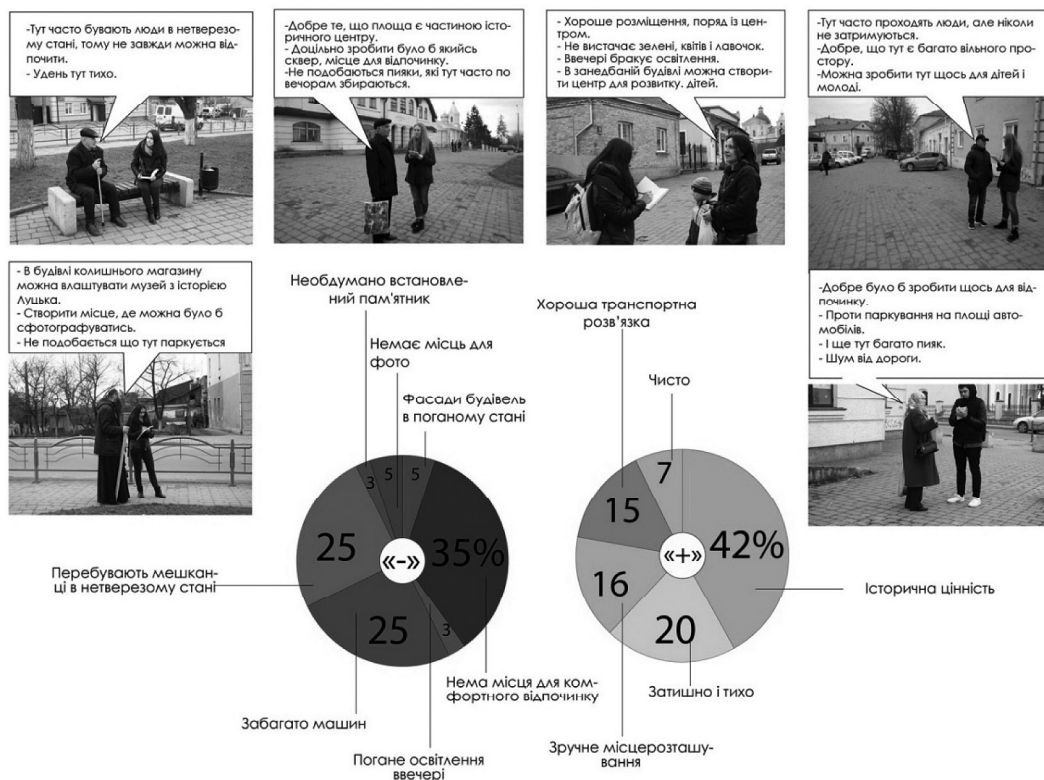 -Тут часто бувають люди в нетверезо-
му стані, тому не завжди можна від-
почити.
- Удень тут тихо.
-Добре те, що площа є частиною істо-
ричного центру.
- Доцільно зробити було б якийсь
сквер, місце для відпочинку.
-Не подобаються пияки, які тут часто по
вечорам збираються.
- Хороше розміщення, поряд із цен-
тром.
- Не вистачає зелені, квітів і лавочок.
- Ввечері бракує освітлення.
- В занедбаній будівлі можна створи-
ти центр для розвитку. дітей.
-Тут часто проходять люди, але ніколи
не затримуються.
-Добре, що тут є багато вільного про-
стору.
-Можна зробити тут щось для дітей і
молоді.
- В будівлі колишнього магазину
можна влаштувати музей з історією
Луцька.
- Створити місце, де можна було б
сфотографуватись.
- Не подобається що тут паркується
-Добре було б зробити щось для від-
починку.
- Проти паркування на площі авто-
мобілів.
- І ще тут багато пияк.
- Шум від дороги.
Необдумано встановле-
ний пам'ятник
Немає місць для
фото
Фасади будівель
в поганому стані
3
5
5
25
35%
«-»
25
3
Перебувають мешкан-
ці в нетверезому стані
Забагато машин
Погане освітлення
ввечері
Нема місця для ком-
фортного відпочинку
Хороша транспортна
розв'язка
Чисто
7
15
42%
«+»
16
20
Історична цінність
Затишно і тихо
Зручне місцерозташу-
вання